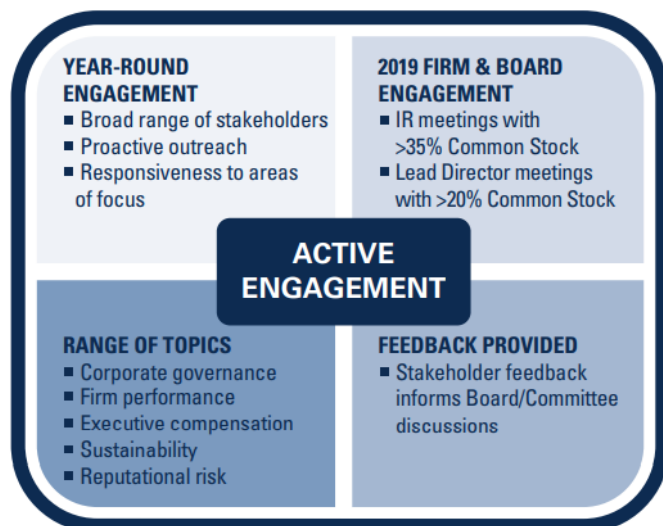 YEAR-ROUND
ENGAGEMENT
▪ Broad range of stakeholders
▪ Proactive outreach
▪ Responsiveness to areas
of focus
2019 FIRM & BOARD
ENGAGEMENT
▪ IR meetings with
>35% Common Stock
▪ Lead Director meetings
with >20% Common Stock
ACTIVE
ENGAGEMENT
RANGE OF TOPICS
▪ Corporate governance
▪ Firm performance
▪ Executive compensation
▪ Sustainability
▪ Reputational risk
FEEDBACK PROVIDED
▪ Stakeholder feedback
informs Board/Committee
discussions